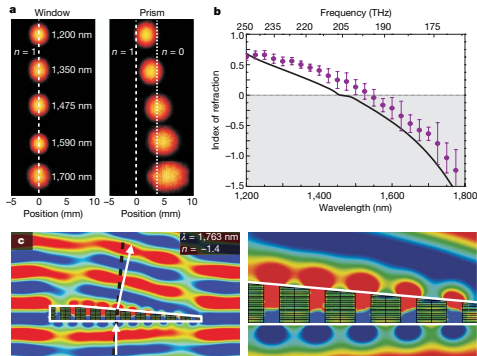 a
Window
Prism
n = 1
1,200 nm
1,350 nm
1,475 nm
1,590 nm
1,700 nm
n = 1
n = 0
−5 0 5 10
−5 0 5 10
Position (mm)
Position (mm)
b
Frequency (THz)
250 235 220 205 190 175
Index of refraction
1.0
0.5
0
−0.5
−1.0
−1.5
1,200 1,400 1,600 1,800
Wavelength (nm)
c
λ = 1,763 nm
n = −1.4